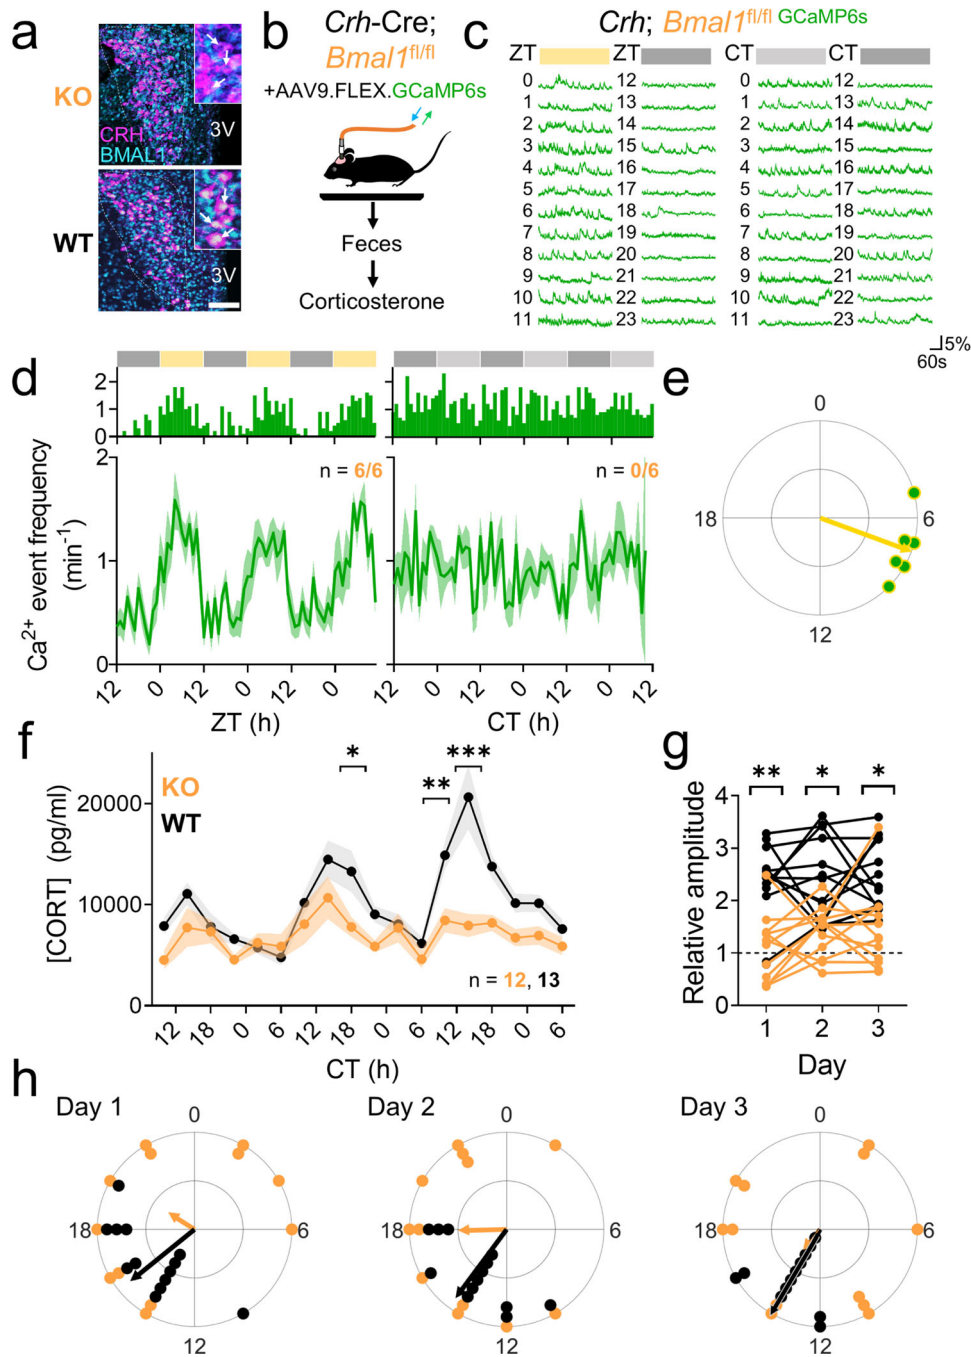 a
KO
CRH
BMAL1
3V
WT
3V
b
Crh-Cre;
Bmal1fl/fl
+AAV9.FLEX.GCaMP6s
Feces
Corticosterone
c
Crh; Bmal1fl/fl GCaMP6s
ZT ZT CT CT
0 12 0 12
1 13 1 13
2 14 2 14
3 15 3 15
4 16 4 16
5 17 5 17
6 18 6 18
7 19 7 19
8 20 8 20
9 21 9 21
10 22 10 22
11 23 11 23
5%
60s
d
2
1
0
Ca2+ event frequency
(min-1)
2
1
0
n = 6/6
n = 0/6
12 0 12 0 12 0 12
ZT (h)
12 0 12 0 12 0 12
CT (h)
e
0
18 6
12
f
KO
WT
* ** ***
[CORT] (pg/ml)
20000
10000
0
n = 12, 13
12 18 0 6 12 18 0 6 12 18 0 6
CT (h)
g
** * *
Relative amplitude
4
3
2
1
0
1 2 3
Day
h
Day 1
0
18 6
12
Day 2
0
18 6
12
Day 3
0
18 6
12